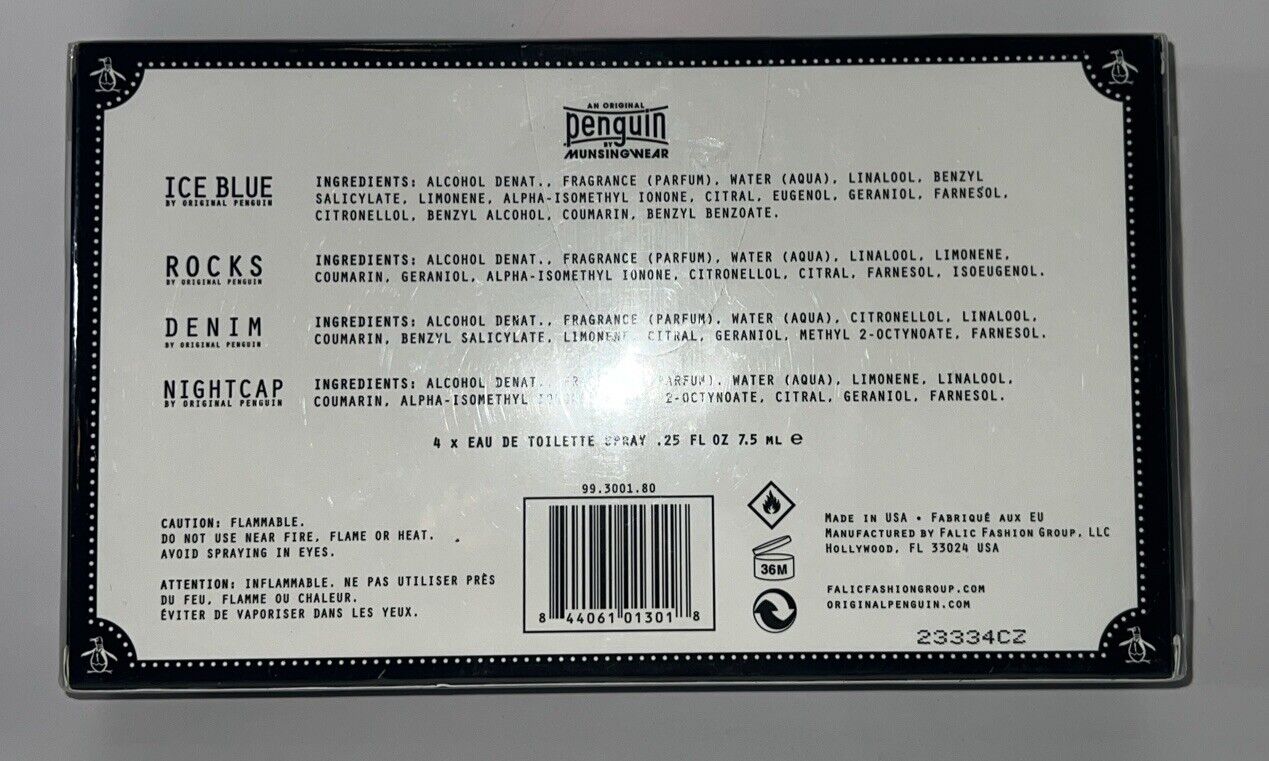 AN ORIGINAL
penguin
BY
MUNSINGWEAR
ICE BLUE
BY ORIGINAL PENGUIN
INGREDIENTS: ALCOHOL DENAT., FRAGRANCE (PARFUM), WATER (AQUA), LINALOOL, BENZYL
SALICYLATE, LIMONENE, ALPHA-ISOMETHYL IONONE, CITRAL, EUGENOL, GERANIOL, FARNESOL,
CITRONELLOL, BENZYL ALCOHOL, COUMARIN, BENZYL BENZOATE.
ROCKS
BY ORIGINAL PENGUIN
INGREDIENTS: ALCOHOL DENAT., FRAGRANCE (PARFUM), WATER (AQUA), LINALOOL, LIMONENE,
COUMARIN, GERANIOL, ALPHA-ISOMETHYL IONONE, CITRONELLOL, CITRAL, FARNESOL, ISOEUGENOL.
DENIM
BY ORIGINAL PENGUIN
INGREDIENTS: ALCOHOL DENAT., FRAGRANCE (PARFUM), WATER (AQUA), CITRONELLOL, LINALOOL,
COUMARIN, BENZYL SALICYLATE, LIMONENE, CITRAL, GERANIOL, METHYL 2-OCTYNOATE, FARNESOL.
NIGHTCAP
BY ORIGINAL PENGUIN
INGREDIENTS: ALCOHOL DENAT., (PARFUM), WATER (AQUA), LIMONENE, LINALOOL,
COUMARIN, ALPHA-ISOMETHYL 2-OCTYNOATE, CITRAL, GERANIOL, FARNESOL.
4 x EAU DE TOILETTE SPRAY .25 FL OZ 7.5 ML ℮
99.3001.80
8 44061 01301 8
CAUTION: FLAMMABLE.
DO NOT USE NEAR FIRE, FLAME OR HEAT.
AVOID SPRAYING IN EYES.
ATTENTION: INFLAMMABLE. NE PAS UTILISER PRÈS
DU FEU, FLAMME OU CHALEUR.
ÉVITER DE VAPORISER DANS LES YEUX.
36M
MADE IN USA • FABRIQUÉ AUX EU
MANUFACTURED BY FALIC FASHION GROUP, LLC
HOLLYWOOD, FL 33024 USA
FALICFASHIONGROUP.COM
ORIGINALPENGUIN.COM
23334CZ